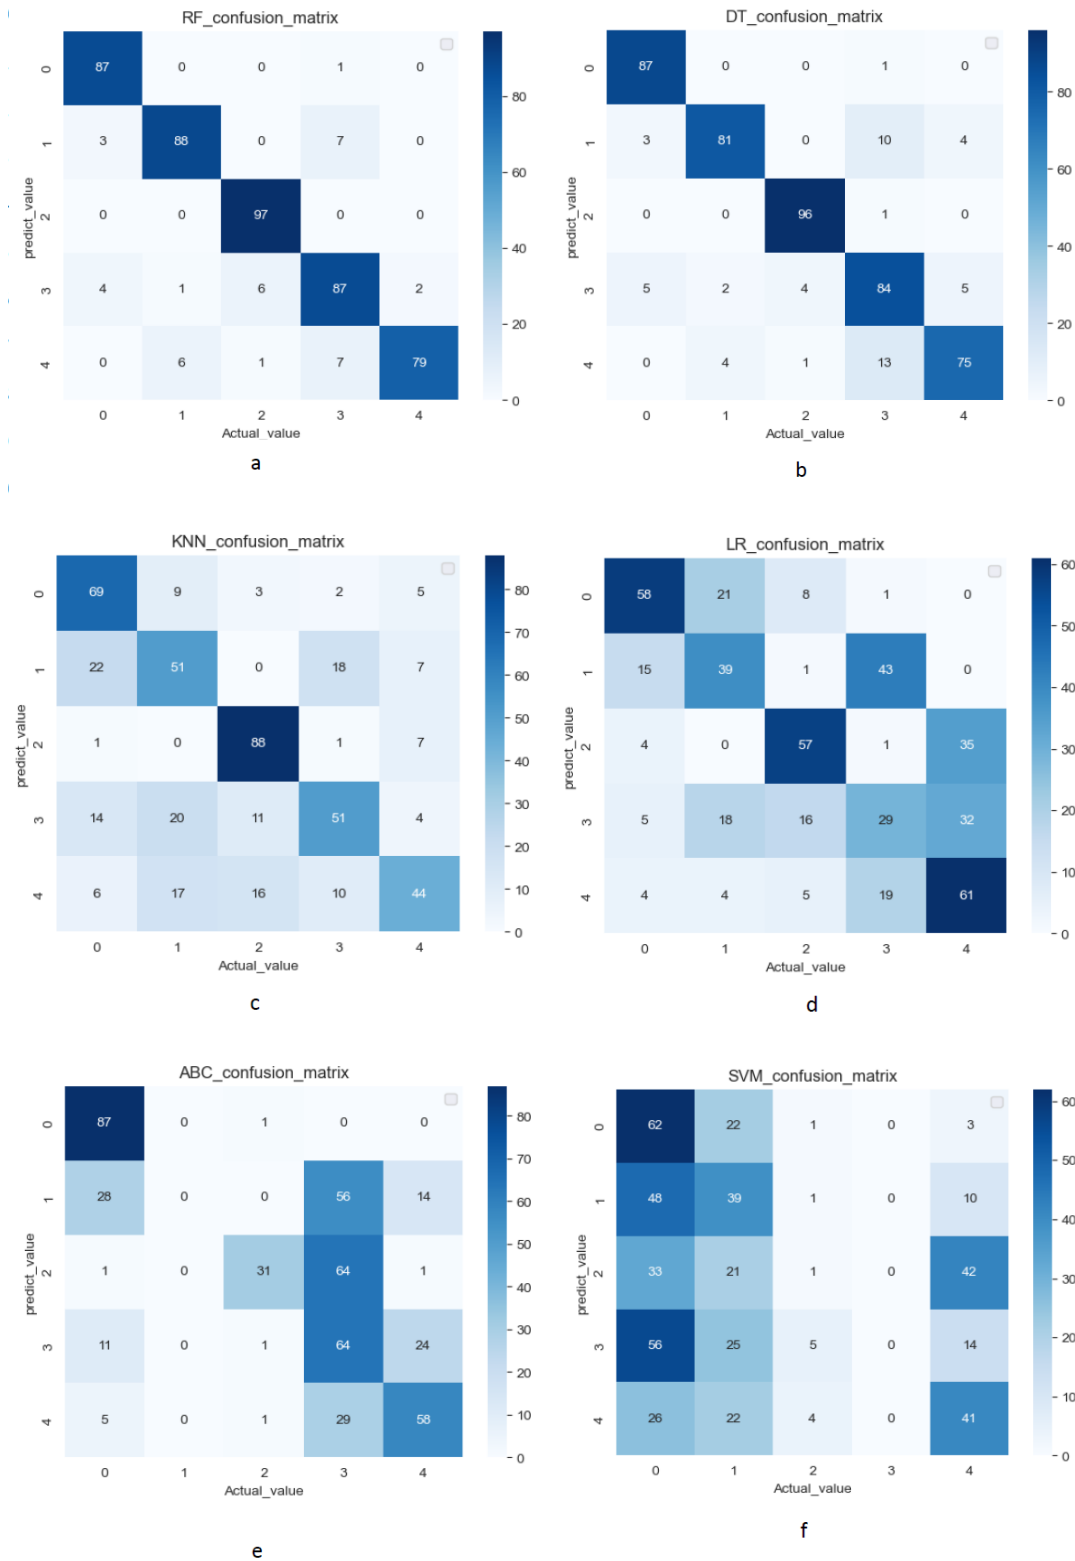 RF_confusion_matrix
0 87 0 0 1 0
1 3 88 0 7 0
2 0 0 97 0 0
3 4 1 6 87 2
4 0 6 1 7 79
0 1 2 3 4
predict_value
Actual_value
80
60
40
20
0
a
DT_confusion_matrix
0 87 0 0 1 0
1 3 81 0 10 4
2 0 0 96 1 0
3 5 2 4 84 5
4 0 4 1 13 75
0 1 2 3 4
predict_value
Actual_value
80
60
40
20
0
b
KNN_confusion_matrix
0 69 9 3 2 5
1 22 51 0 18 7
2 1 0 88 1 7
3 14 20 11 51 4
4 6 17 16 10 44
0 1 2 3 4
predict_value
Actual_value
80
70
60
50
40
30
20
10
0
c
LR_confusion_matrix
0 58 21 8 1 0
1 15 39 1 43 0
2 4 0 57 1 35
3 5 18 16 29 32
4 4 4 5 19 61
0 1 2 3 4
predict_value
Actual_value
60
50
40
30
20
10
0
d
ABC_confusion_matrix
0 87 0 1 0 0
1 28 0 0 56 14
2 1 0 31 64 1
3 11 0 1 64 24
4 5 0 1 29 58
0 1 2 3 4
predict_value
Actual_value
80
70
60
50
40
30
20
10
0
e
SVM_confusion_matrix
0 62 22 1 0 3
1 48 39 1 0 10
2 33 21 1 0 42
3 56 25 5 0 14
4 26 22 4 0 41
0 1 2 3 4
predict_value
Actual_value
60
50
40
30
20
10
0
f